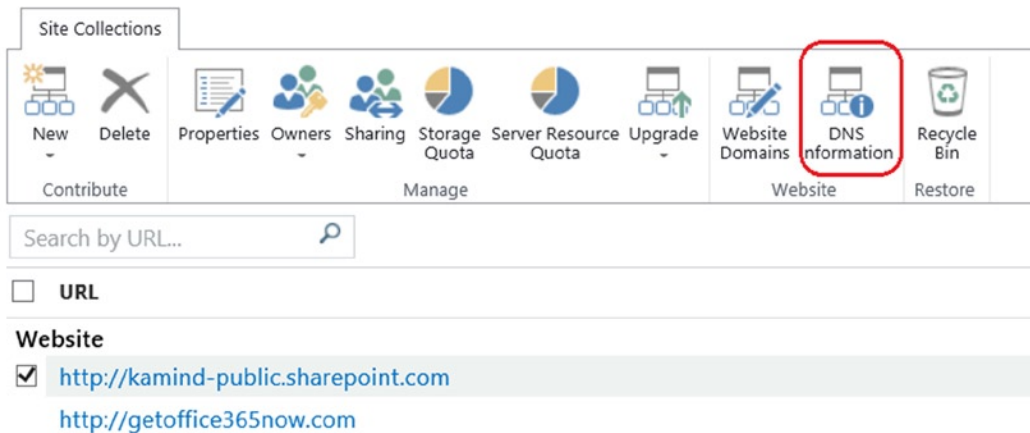 Site Collections
New Delete Properties Owners Sharing Storage Server Resource Upgrade Website DNS Recycle
Quota Quota Domains Information Bin
Contribute Manage Website Restore
Search by URL...
URL
Website
http://kamind-public.sharepoint.com
http://getoffice365now.com